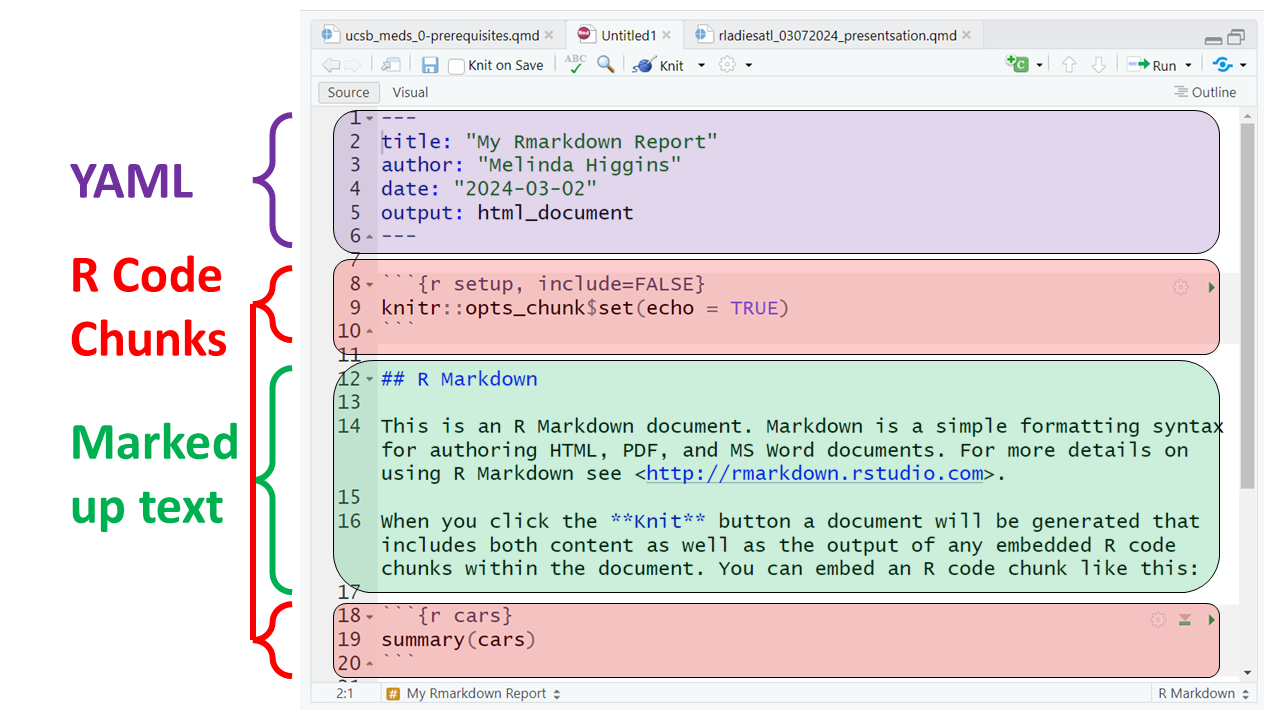 ucsb_meds_0-prerequisites.qmd
Untitled1
rladiesatl_03072024_presentsation.qmd
Knit on Save
ABC
Knit
C
Run
Source
Visual
Outline
YAML
R Code
Chunks
Marked
up text
1 ---
2 title: "My Rmarkdown Report"
3 author: "Melinda Higgins"
4 date: "2024-03-02"
5 output: html_document
6 ---
7
8 ```{r setup, include=FALSE}
9 knitr::opts_chunk$set(echo = TRUE)
10 ```
11
12 ## R Markdown
13
14 This is an R Markdown document. Markdown is a simple formatting syntax
for authoring HTML, PDF, and MS Word documents. For more details on
using R Markdown see <http://rmarkdown.rstudio.com>.
15
16 When you click the **Knit** button a document will be generated that
includes both content as well as the output of any embedded R code
chunks within the document. You can embed an R code chunk like this:
17
18 ```{r cars}
19 summary(cars)
20 ```
2:1
# My Rmarkdown Report
R Markdown